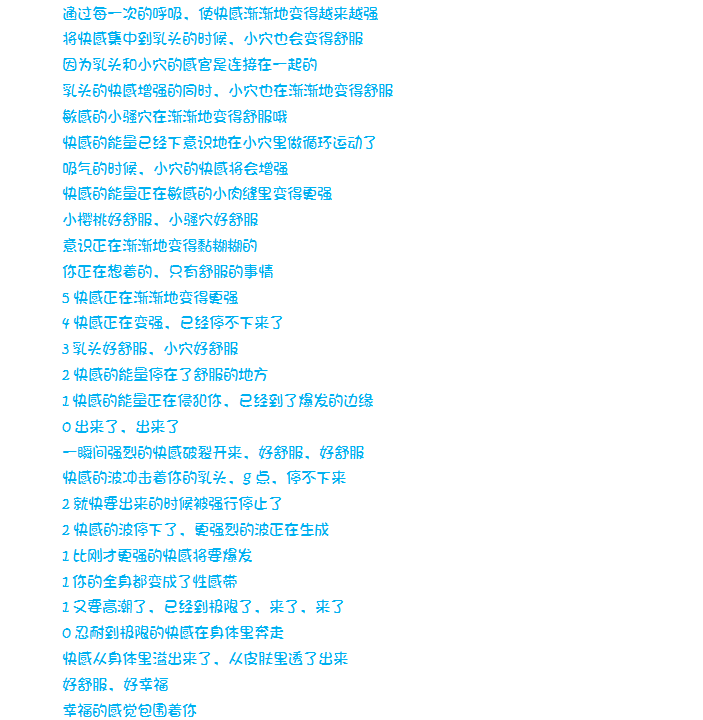 通过每一次的呼吸，使快感渐渐地变得越来越强
将快感集中到乳头的时候，小穴也会变得舒服
因为乳头和小穴的感官是连接在一起的
乳头的快感增强的同时，小穴也在渐渐地变得舒服
敏感的小骚穴在渐渐地变得舒服哦
快感的能量已经下意识地在小穴里做循环运动了
吸气的时候，小穴的快感将会增强
快感的能量正在敏感的小肉缝里变得更强
小樱桃好舒服，小骚穴好舒服
意识正在渐渐地变得黏糊糊的
你正在想着的，只有舒服的事情
5 快感正在渐渐地变得更强
4 快感正在变强，已经停不下来了
3 乳头好舒服，小穴好舒服
2 快感的能量停在了舒服的地方
1 快感的能量正在侵犯你，已经到了爆发的边缘
0 出来了，出来了
一瞬间强烈的快感破裂开来，好舒服，好舒服
快感的波冲击着你的乳头，g 点，停不下来
2 就快要出来的时候被强行停止了
2 快感的波停下了，更强烈的波正在生成
1 比刚才更强的快感将要爆发
1 你的全身都变成了性感带
1 又要高潮了，已经到极限了，来了，来了
0 忍耐到极限的快感在身体里奔走
快感从身体里溢出来了，从皮肤里透了出来
好舒服，好幸福
幸福的感觉包围着你